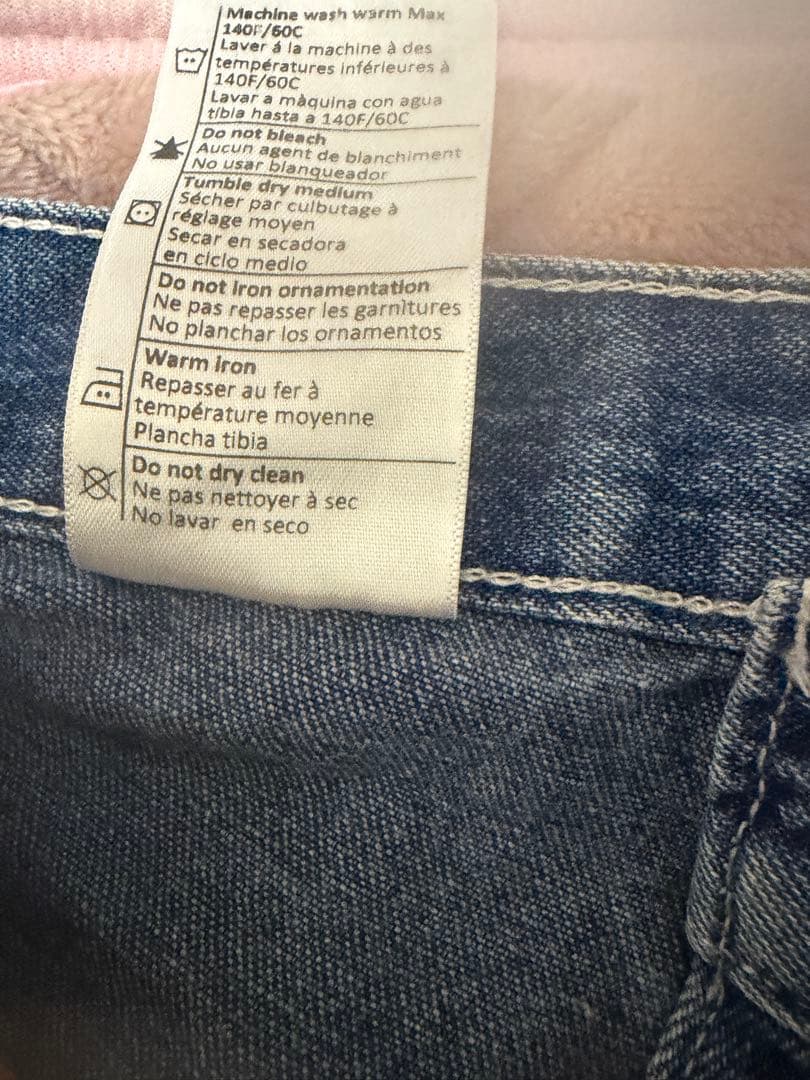 Machine wash warm Max
140F/60C
Laver á la machine à des
températures inférieures à
140F/60C
Lavar a màquina con agua
tíbia hasta a 140F/60C
Do not bleach
Aucun agent de blanchiment
No usar blanqueador
Tumble dry medium
Sécher par culbutage à
réglage moyen
Secar en secadora
en ciclo medio
Do not Iron ornamentation
Ne pas repasser les garnitures
No planchar los ornamentos
Warm iron
Repasser au fer à
température moyenne
Plancha tibia
Do not dry clean
Ne pas nettoyer à sec
No lavar en seco